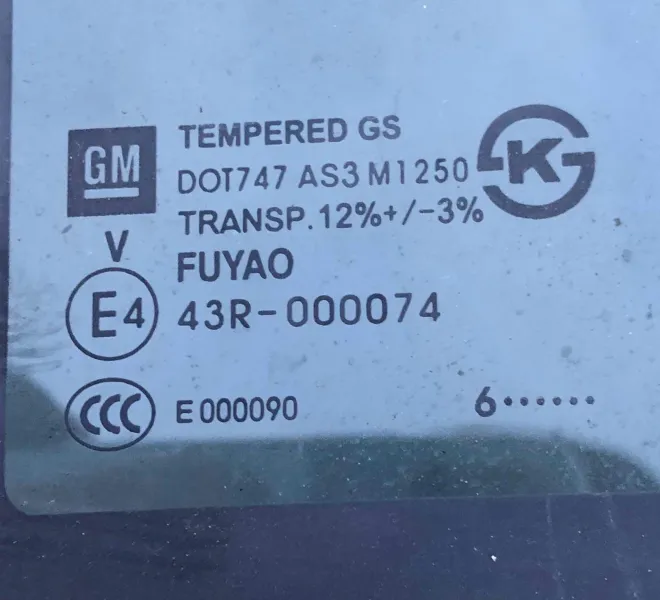 GM
TEMPERED GS
DOT747 AS3 M1250
TRANSP.12%+/-3%
K
V
FUYAO
E4
43R-000074
CCC
E000090
6······